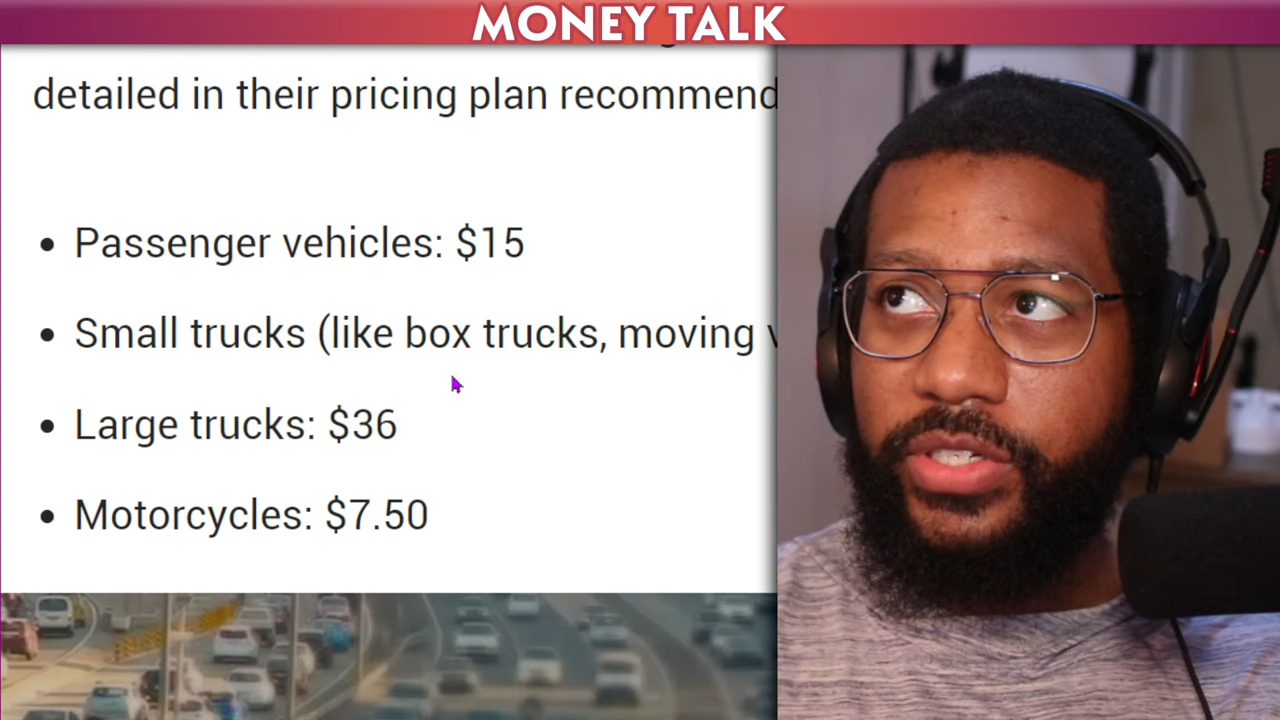 MONEY TALK
detailed in their pricing plan recommend
• Passenger vehicles: $15
• Small trucks (like box trucks, moving
• Large trucks: $36
• Motorcycles: $7.50